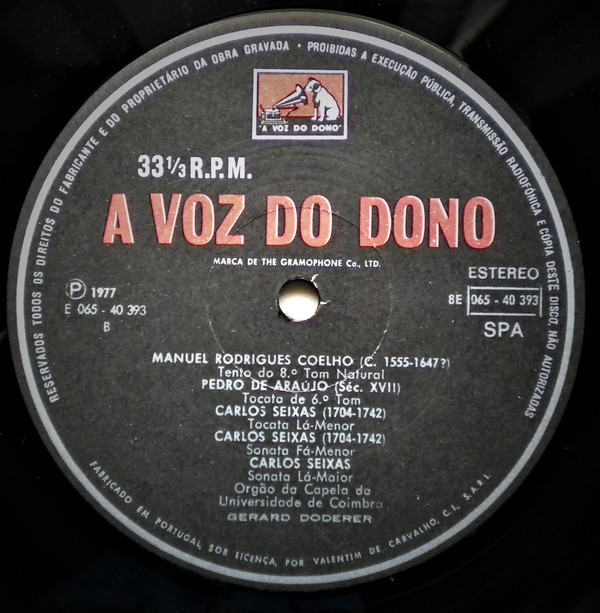 RESERVADOS TODOS OS DIREITOS DO FABRICANTE E DO PROPRIETÁRIO DA OBRA GRAVADA • PROIBIDAS A EXECUÇÃO PÚBLICA, TRANSMISSÃO RADIOFÓNICA E CÓPIA DESTE DISCO, NÃO AUTORIZADAS
"A VOZ DO DONO"
33 1/3 R.P.M.
A VOZ DO DONO
MARCA DE THE GRAMOPHONE Co., LTD.
Ⓟ 1977
E 065 - 40 393
B
ESTEREO
8E 065 - 40 393
SPA
MANUEL RODRIGUES COELHO (C. 1555-1647?)
Tento do 8.º Tom Natural
PEDRO DE ARAÚJO (Séc. XVII)
Tocata de 6.º Tom
CARLOS SEIXAS (1704-1742)
Tocata Lá-Menor
CARLOS SEIXAS (1704-1742)
Sonata Fá-Menor
CARLOS SEIXAS
Sonata Lá-Maior
Orgão da Capela da
Universidade de Coimbra
GERARD DODERER
FABRICADO EM PORTUGAL, SOB LICENÇA, POR VALENTIM DE CARVALHO, C.I., S.A.R.L.